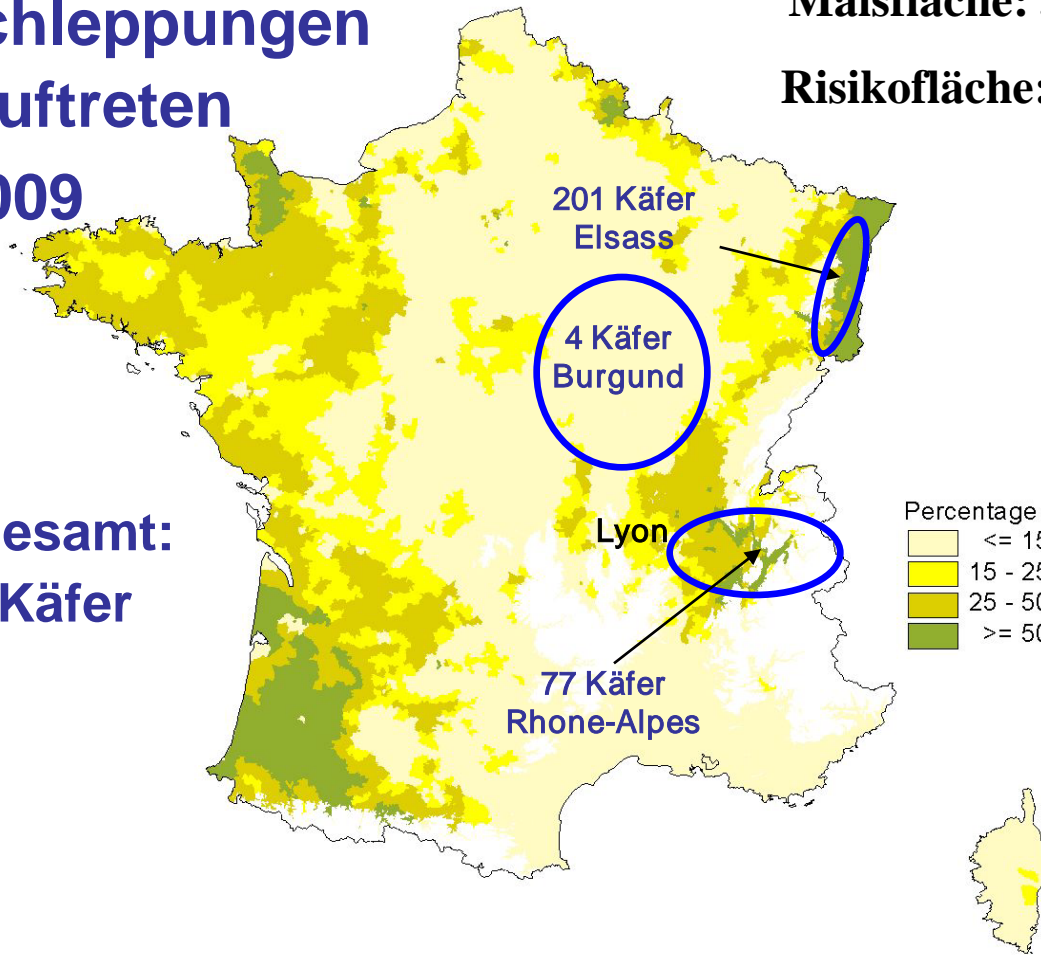 chleppungen
uftreten
009
Maisfläche:
Risikofläche:
201 Käfer
Elsass
4 Käfer
Burgund
esamt:
Käfer
Lyon
77 Käfer
Rhone-Alpes
Percentage
<= 15
15 - 25
25 - 50
>= 50